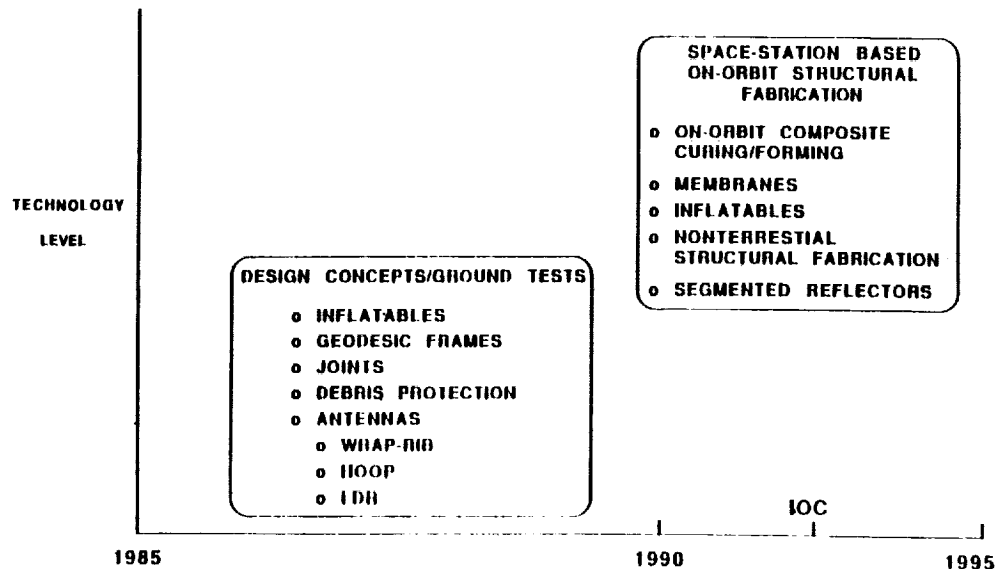 SPACE-STATION BASED
ON-ORBIT STRUCTURAL
FABRICATION
o ON-ORBIT COMPOSITE
CURING/FORMING
o MEMBRANES
o INFLATABLES
o NONTERRESTIAL
STRUCTURAL FABRICATION
o SEGMENTED REFLECTORS
TECHNOLOGY
LEVEL
DESIGN CONCEPTS/GROUND TESTS
o INFLATABLES
o GEODESIC FRAMES
o JOINTS
o DEBRIS PROTECTION
o ANTENNAS
o WRAP-RIB
o HOOP
o LDR
IOC
1985
1990
1995